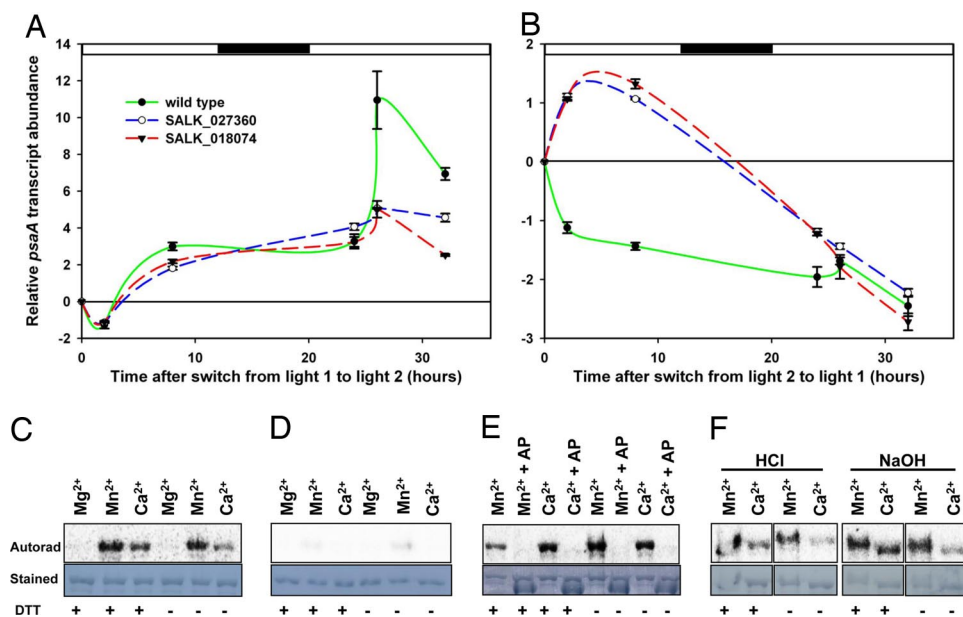 A
B
Relative psaA transcript abundance
14
12
10
8
6
4
2
0
-2
wild type
SALK_027360
SALK_018074
0
10
20
30
Time after switch from light 1 to light 2 (hours)
2
1
0
-1
-2
-3
0
10
20
30
Time after switch from light 2 to light 1 (hours)
C
D
E
F
Mg2+ Mn2+ Ca2+ Mg2+ Mn2+ Ca2+
Mg2+ Mn2+ Ca2+ Mg2+ Mn2+ Ca2+
Mn2+ Mn2+ + AP Ca2+ Ca2+ + AP Mn2+ Mn2+ + AP Ca2+ Ca2+ + AP
HCl NaOH
Mn2+ Ca2+ Mn2+ Ca2+ Mn2+ Ca2+ Mn2+ Ca2+
Autorad
Stained
DTT + + + - - - + + + - - - + + + + - - - - + + - - + + - -